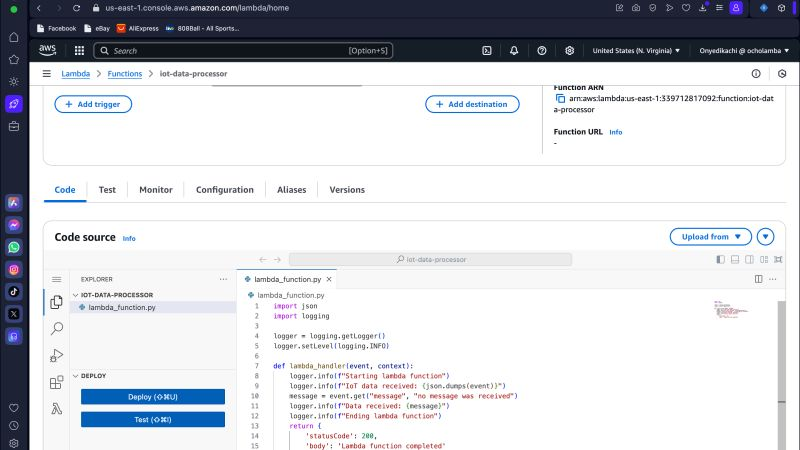 us-east-1.console.aws.amazon.com/lambda/home
Facebook eBay AliExpress 808Ball - All Sports...
aws Search [Option+S] United States (N. Virginia) Onyedikachi @ ocholamba
Lambda Functions iot-data-processor
Function ARN
+ Add trigger + Add destination arn:aws:lambda:us-east-1:339712817092:function:iot-dat
a-processor
Function URL Info
-
Code Test Monitor Configuration Aliases Versions
Code source Info Upload from
iot-data-processor
EXPLORER lambda_function.py
IOT-DATA-PROCESSOR lambda_function.py
lambda_function.py
1 import json
2 import logging
3
4 logger = logging.getLogger()
5 logger.setLevel(logging.INFO)
6
7 def lambda_handler(event, context):
8 logger.info(f"Starting lambda function")
9 logger.info(f"IoT data received: {json.dumps(event)}")
10 message = event.get("message", "no message was received")
11 logger.info(f"Data received: {message}")
12 logger.info(f"Ending lambda function")
13 return {
14 'statusCode': 200,
15 'body': 'Lambda function completed'
DEPLOY
Deploy (⇧⌘U)
Test (⇧⌘I)